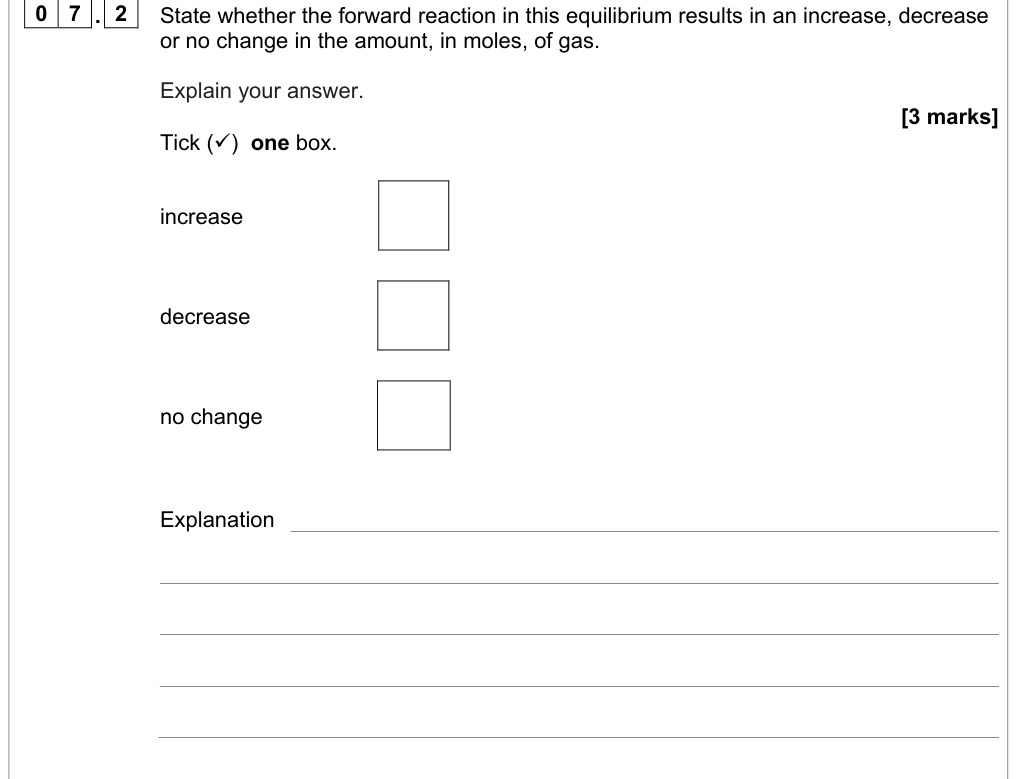 0 7 . 2 State whether the forward reaction in this equilibrium results in an increase, decrease
or no change in the amount, in moles, of gas.
Explain your answer.
[3 marks]
Tick (✓) one box.
increase
decrease
no change
Explanation